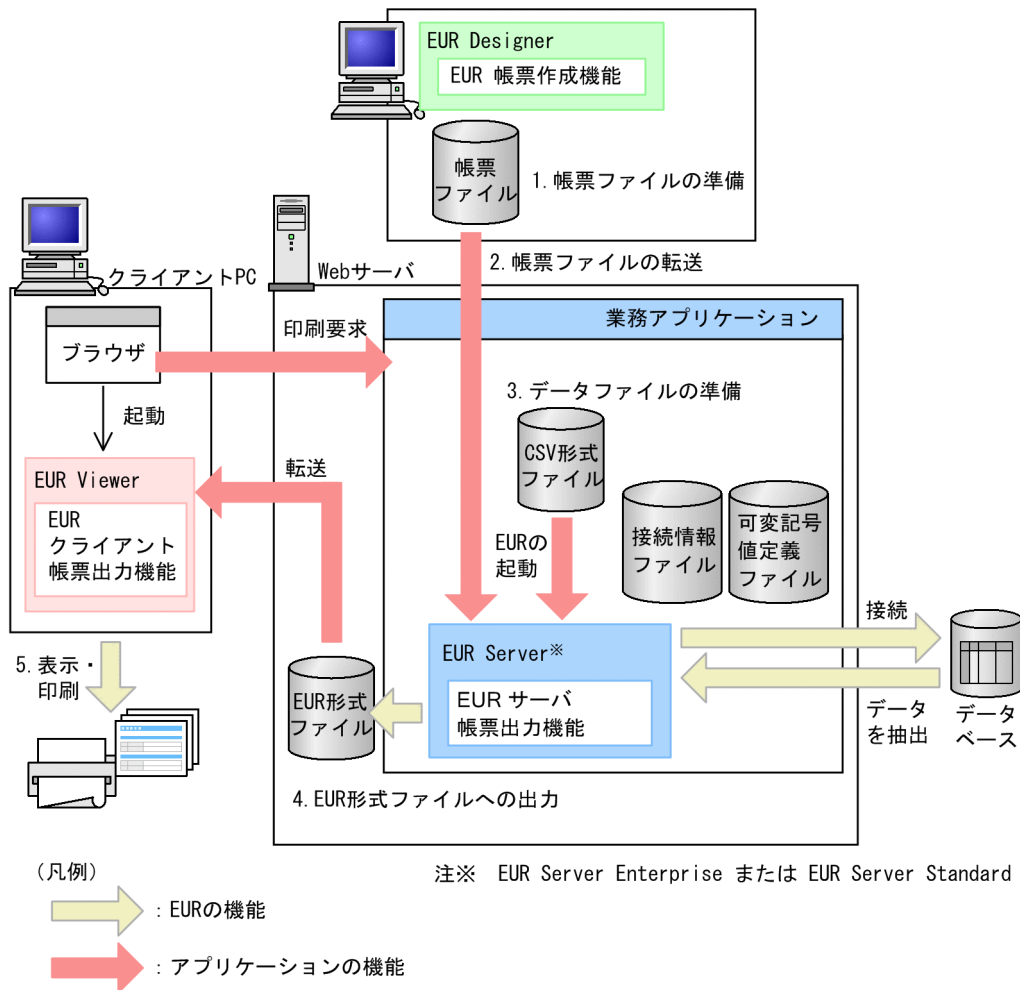 EUR Designer
EUR 帳票作成機能
帳票
ファイル
1.帳票ファイルの準備
2.帳票ファイルの転送
クライアントPC
Webサーバ
ブラウザ
印刷要求
業務アプリケーション
起動
3.データファイルの準備
CSV形式
ファイル
EUR Viewer
EUR
クライアント
帳票出力機能
転送
EURの
起動
接続情報
ファイル
可変記号
値定義
ファイル
接続
5.表示・
印刷
EUR形式
ファイル
EUR Server※
EUR サーバ
帳票出力機能
データ
を抽出
データ
ベース
4.EUR形式ファイルへの出力
(凡例)
注※ EUR Server Enterprise または EUR Server Standard
：EURの機能
：アプリケーションの機能